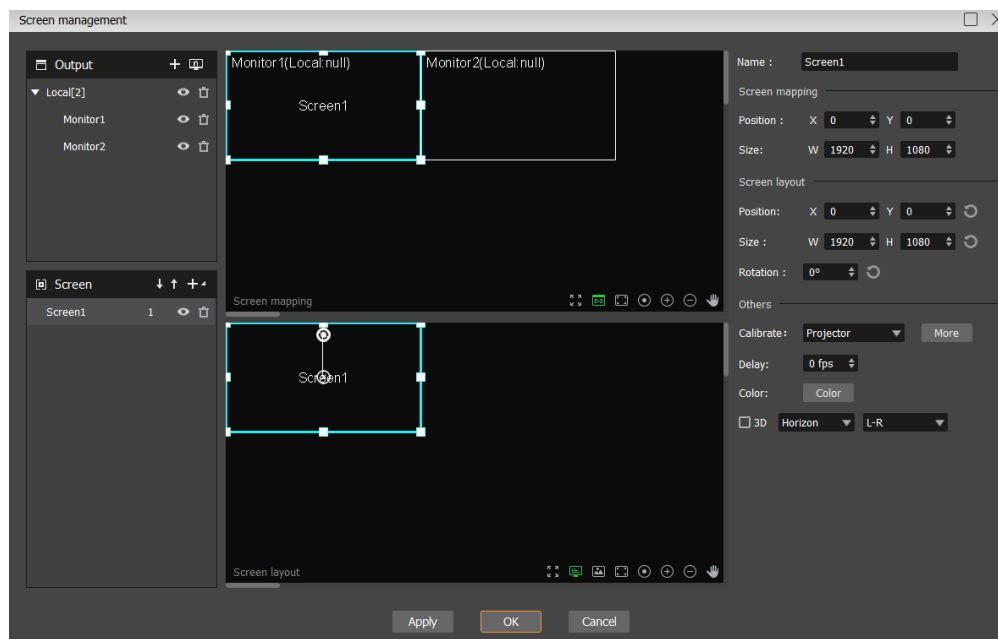 Screen management
Output
Local[2]
Monitor1
Monitor2
Screen
Screen1 1
Monitor1(Local:null) Monitor2(Local:null)
Screen1
Screen mapping
Screen1
Screen layout
Name : Screen1
Screen mapping
Position : X 0 Y 0
Size: W 1920 H 1080
Screen layout
Position: X 0 Y 0
Size : W 1920 H 1080
Rotation : 0º
Others
Calibrate : Projector More
Delay: 0 fps
Color: Color
3D Horizon L-R
Apply OK Cancel